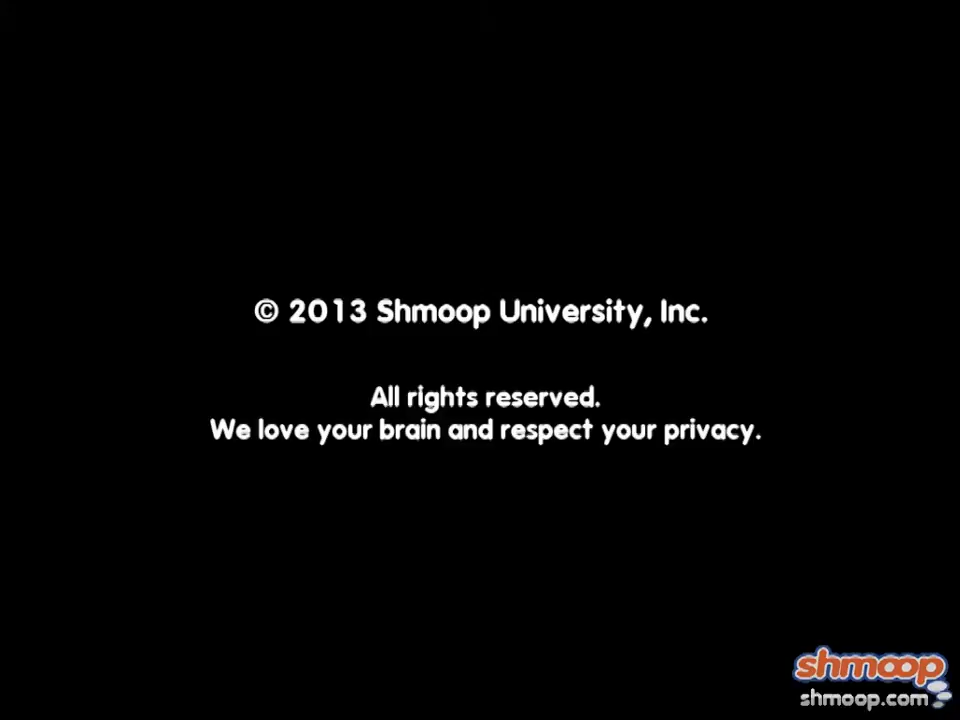 © 2013 Shmoop University, Inc.
All rights reserved.
We love your brain and respect your privacy.
shmoop
shmoop.com